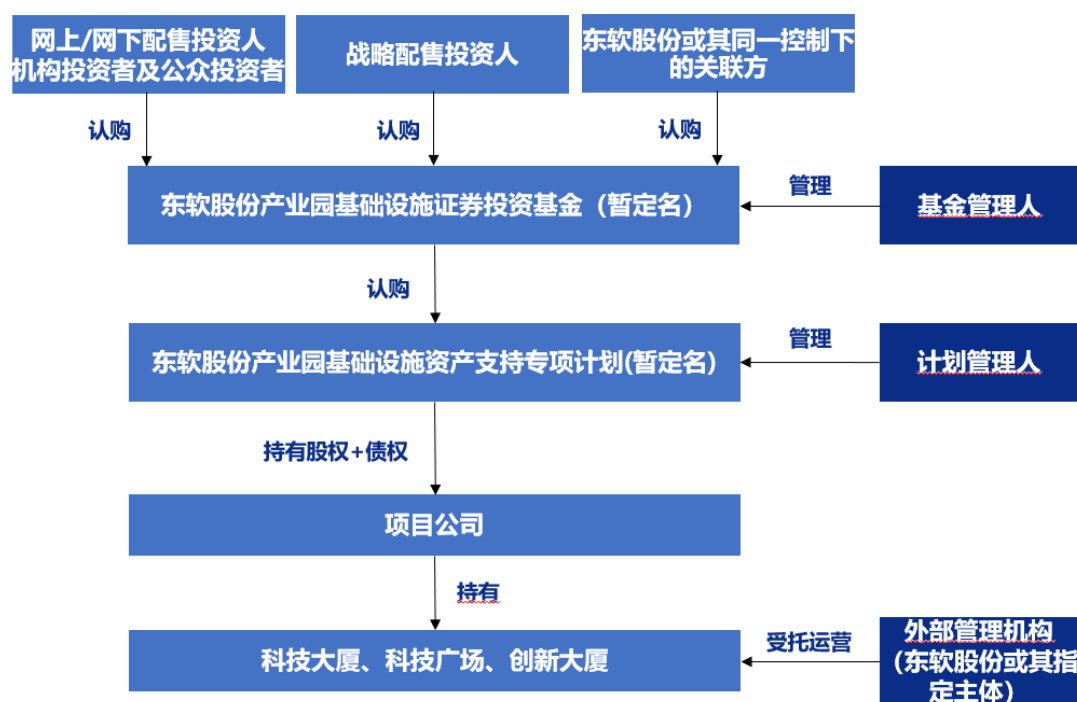 网上/网下配售投资人
机构投资者及公众投资者
战略配售投资人
东软股份或其同一控制下
的关联方
认购
认购
认购
东软股份产业园基础设施证券投资基金（暂定名）
管理
基金管理人
认购
东软股份产业园基础设施资产支持专项计划(暂定名)
管理
计划管理人
持有股权+债权
项目公司
持有
科技大厦、科技广场、创新大厦
受托运营
外部管理机构
(东软股份或其指
定主体）